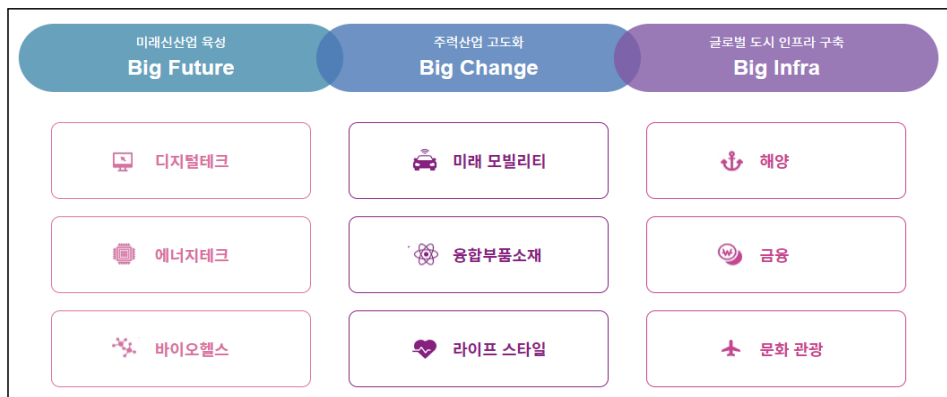 미래신산업 육성
Big Future
주력산업 고도화
Big Change
글로벌 도시 인프라 구축
Big Infra
디지털테크
미래 모빌리티
해양
에너지테크
융합부품소재
금융
바이오헬스
라이프 스타일
문화 관광